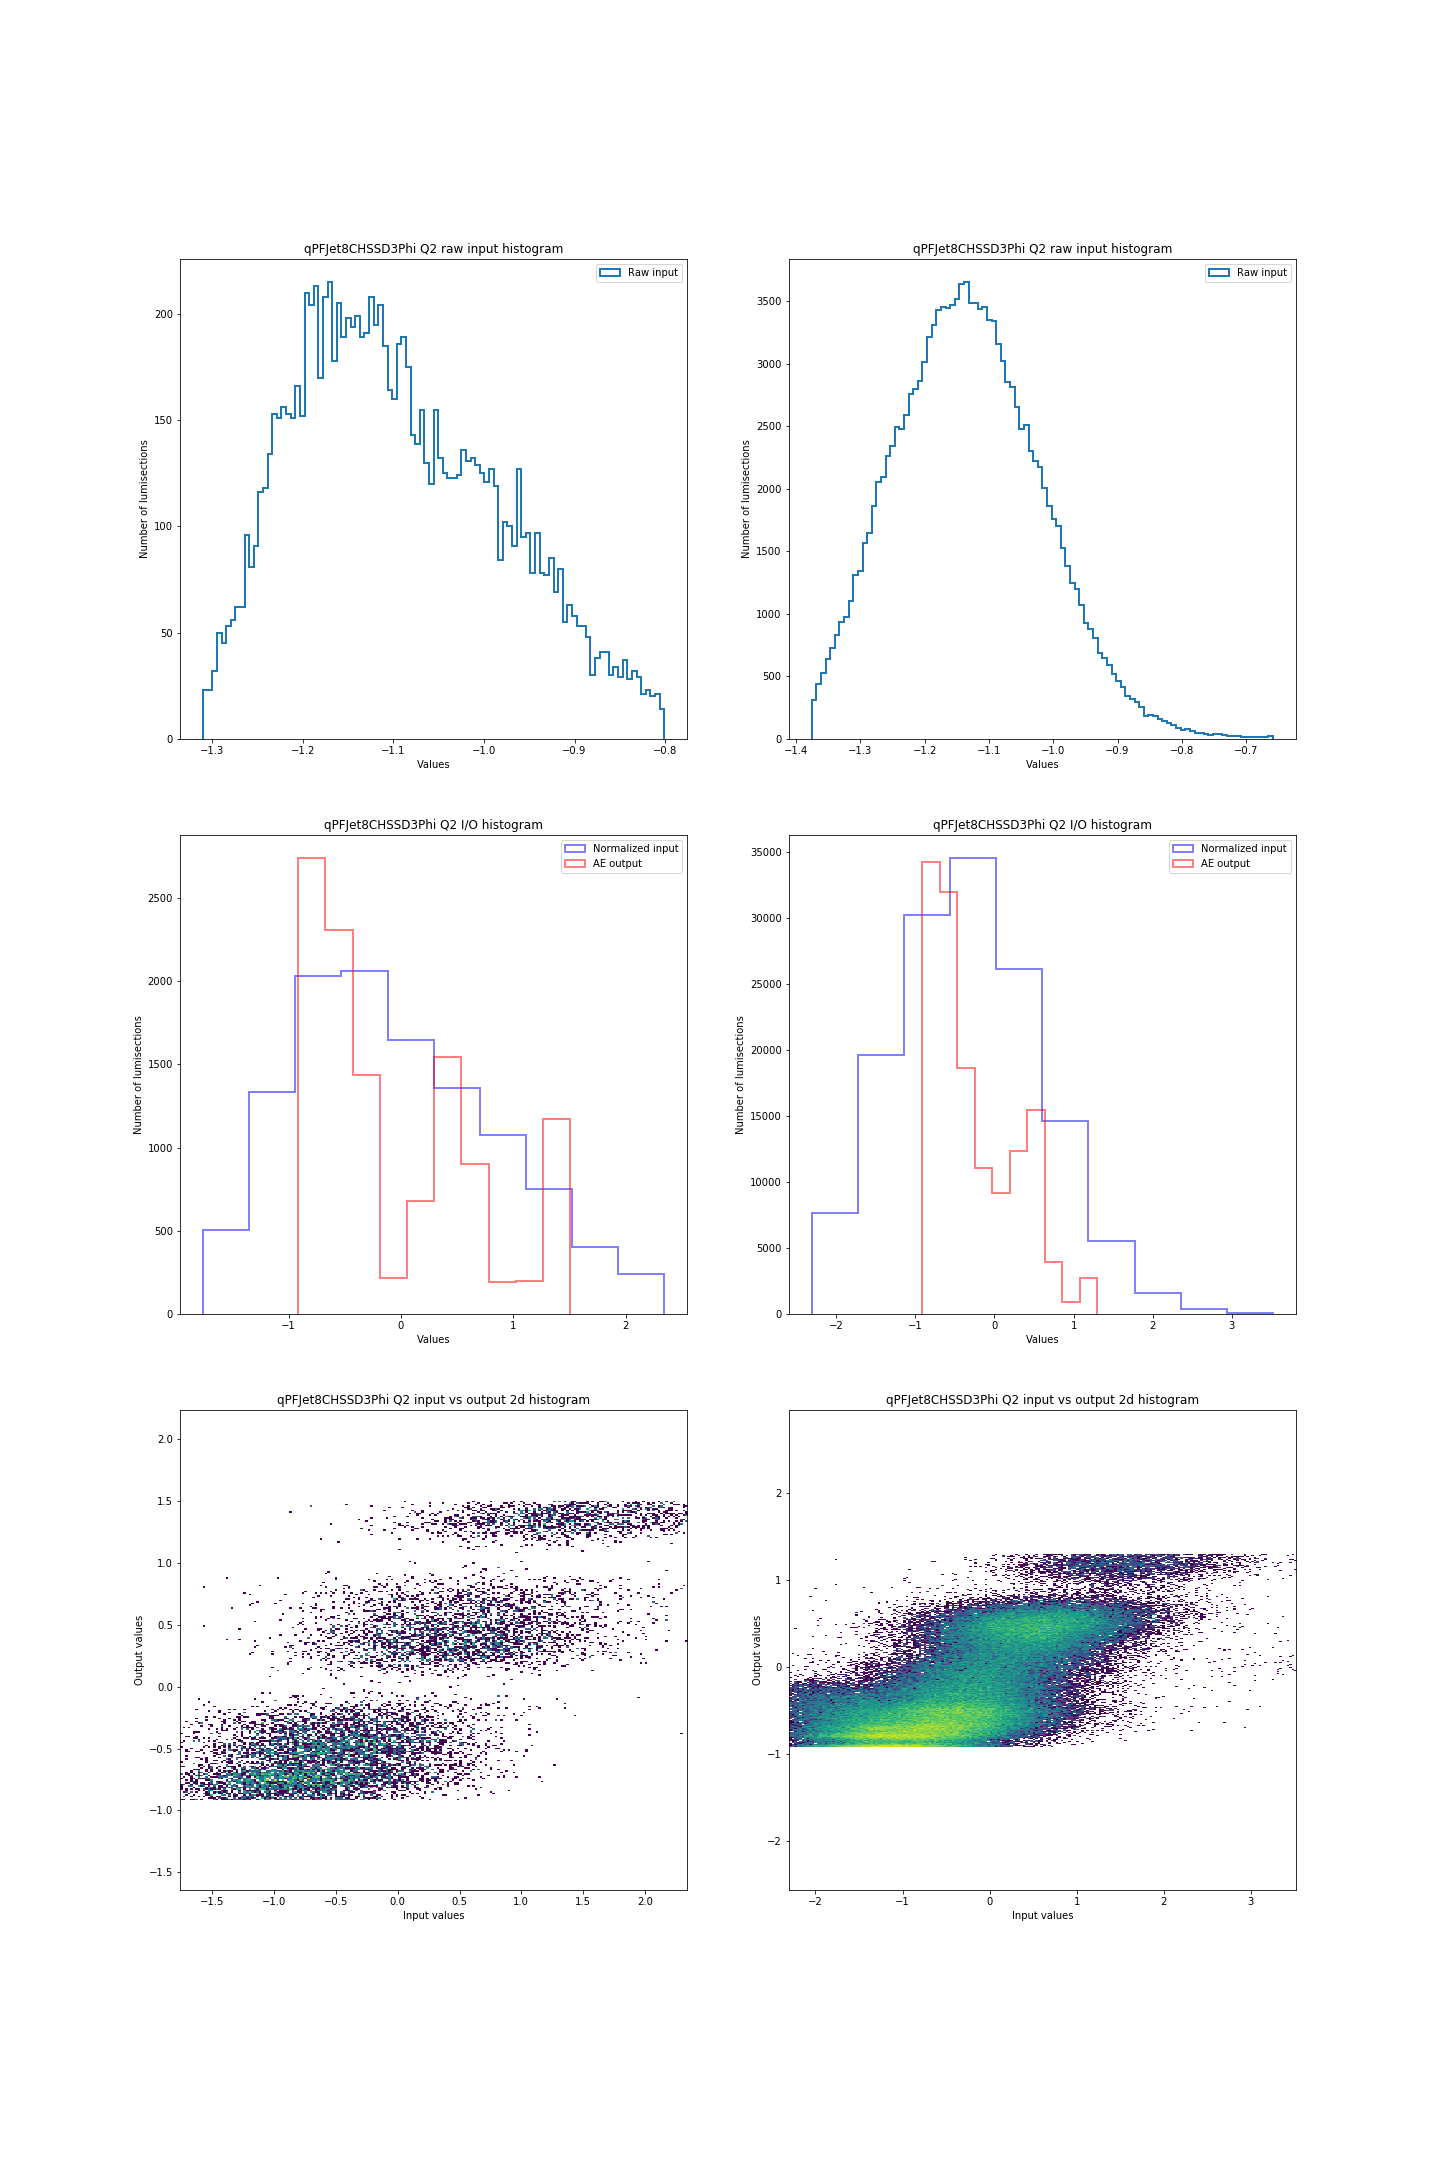 qPFJet8CHSSD3Phi Q2 raw input histogram
Raw input
200
150
100
50
0
Number of lumisections
−1.3 −1.2 −1.1 −1.0 −0.9 −0.8
Values
qPFJet8CHSSD3Phi Q2 raw input histogram
Raw input
3500
3000
2500
2000
1500
1000
500
0
Number of lumisections
−1.4 −1.3 −1.2 −1.1 −1.0 −0.9 −0.8 −0.7
Values
qPFJet8CHSSD3Phi Q2 I/O histogram
Normalized input
AE output
2500
2000
1500
1000
500
0
Number of lumisections
−1 0 1 2
Values
qPFJet8CHSSD3Phi Q2 I/O histogram
Normalized input
AE output
35000
30000
25000
20000
15000
10000
5000
0
Number of lumisections
−2 −1 0 1 2 3
Values
qPFJet8CHSSD3Phi Q2 input vs output 2d histogram
2.0
1.5
1.0
0.5
0.0
−0.5
−1.0
−1.5
Output values
−1.5 −1.0 −0.5 0.0 0.5 1.0 1.5 2.0
Input values
qPFJet8CHSSD3Phi Q2 input vs output 2d histogram
2
1
0
−1
−2
Output values
−2 −1 0 1 2 3
Input values